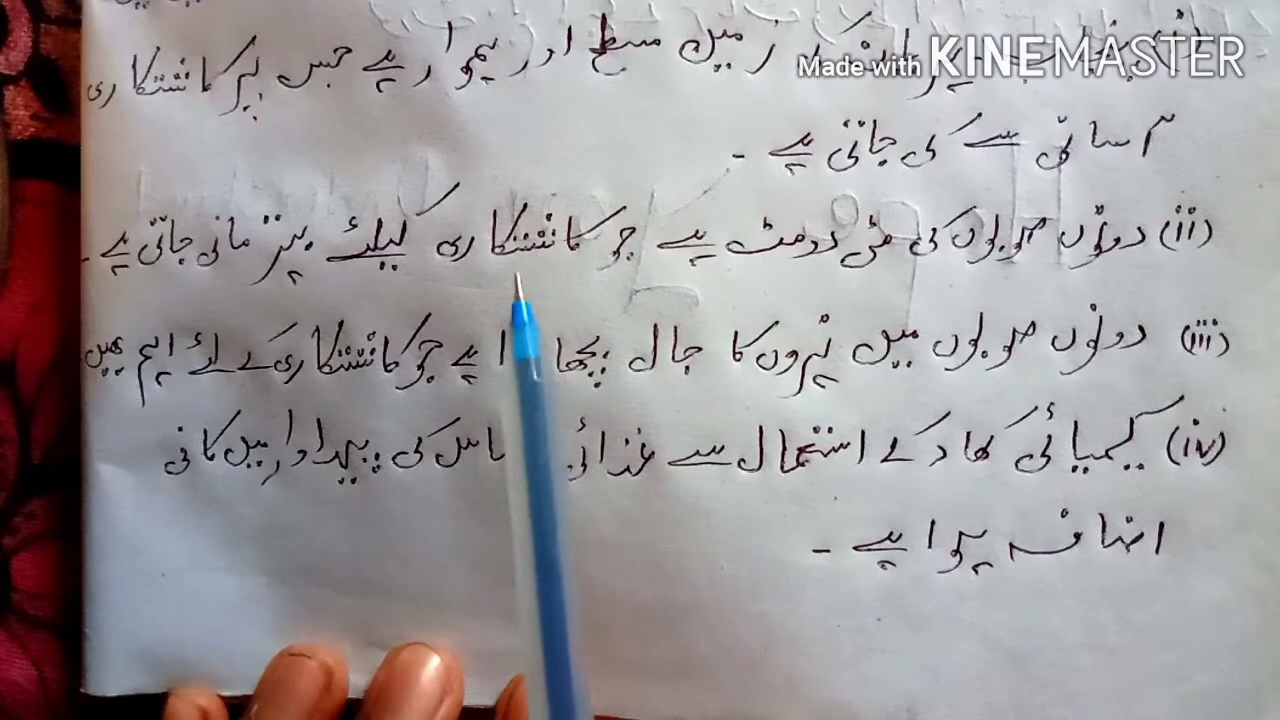 (i) پنجاب ہر زمین مسطح اور ہموار ہے جس پر کاشتکاری
Made with KINEMASTER
آسانی سے کی جاتی ہے ۔
(ii) دونوں صوبوں کی مٹی دومٹ ہے جو کاشتکاری کیلئے بہتر مانی جاتی ہے ۔
(iii) دونوں صوبوں میں نہروں کا جال بچھا ہے جو کاشتکاری کے لئے اہم ہیں
(iv) کیمیائی کھاد کے استعمال سے غذائی کی پیداوار میں کافی
اضافہ ہوا ہے ۔